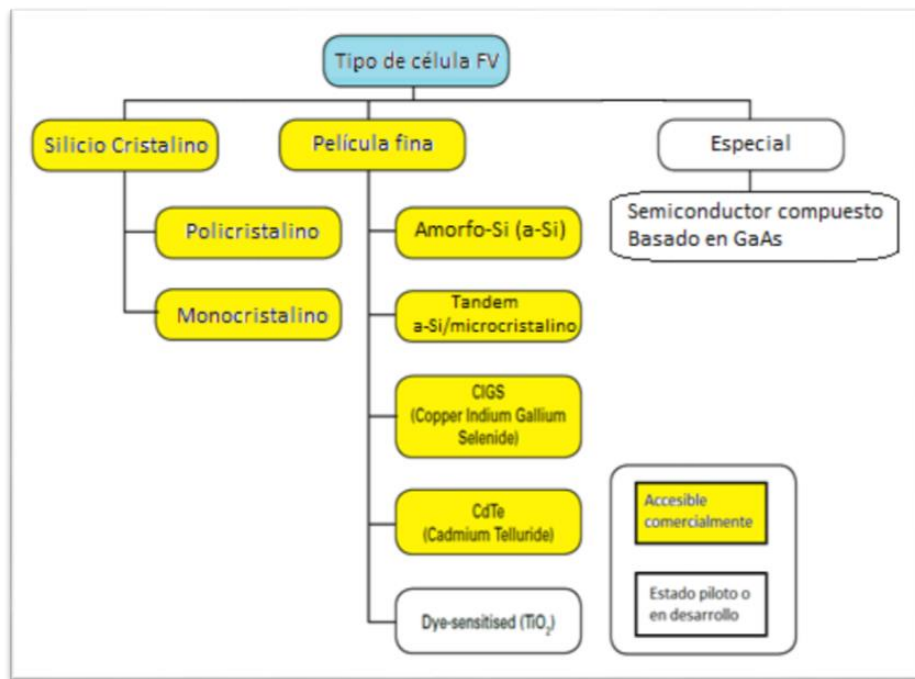 Tipo de célula FV
Silicio Cristalino
Película fina
Especial
Policristalino
Monocristalino
Amorfo-Si (a-Si)
Tandem
a-Si/microcristalino
CIGS
(Copper Indium Gallium
Selenide)
CdTe
(Cadmium Telluride)
Dye-sensitised (TiO₂)
Semiconductor compuesto
Basado en GaAs
Accesible
comercialmente
Estado piloto o
en desarrollo